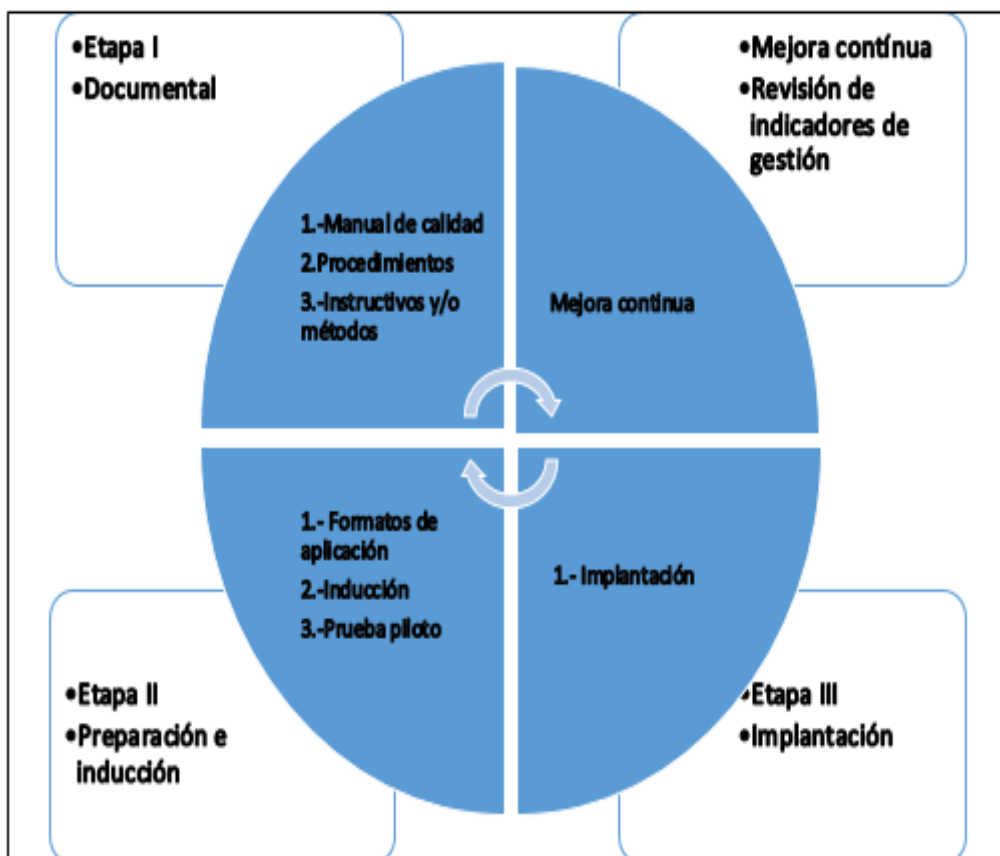 •Etapa I
•Documental
•Mejora contínua
•Revisión de
indicadores de
gestión
1.-Manual de calidad
2.Procedimientos
3.-Instructivos y/o
métodos
Mejora continua
1.- Formatos de
aplicación
2.-Inducción
3.-Prueba piloto
1.- Implantación
•Etapa II
•Preparación e
inducción
•Etapa III
•Implantación